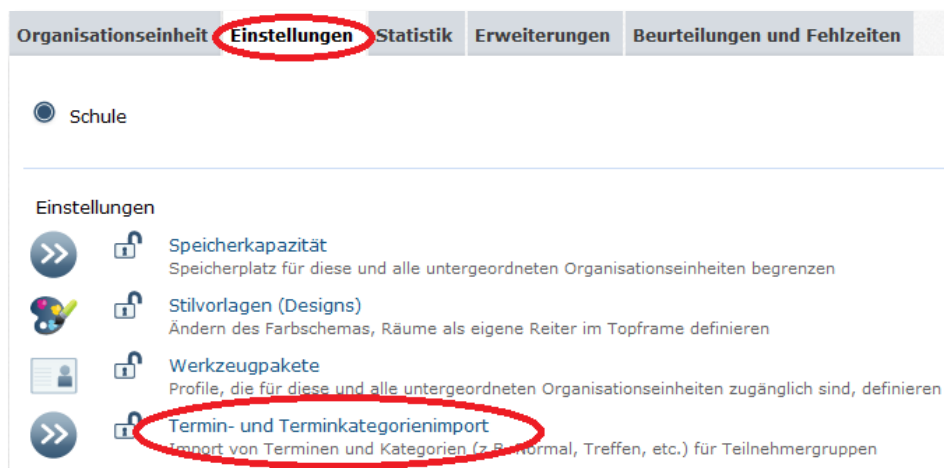 Organisationseinheit Einstellungen Statistik Erweiterungen Beurteilungen und Fehlzeiten
Schule
Einstellungen
Speicherkapazität
Speicherplatz für diese und alle untergeordneten Organisationseinheiten begrenzen
Stilvorlagen (Designs)
Ändern des Farbschemas, Räume als eigene Reiter im Topframe definieren
Werkzeugpakete
Profile, die für diese und alle untergeordneten Organisationseinheiten zugänglich sind, definieren
Termin- und Terminkategorienimport
Import von Terminen und Kategorien (z.B. Normal, Treffen, etc.) für Teilnehmergruppen